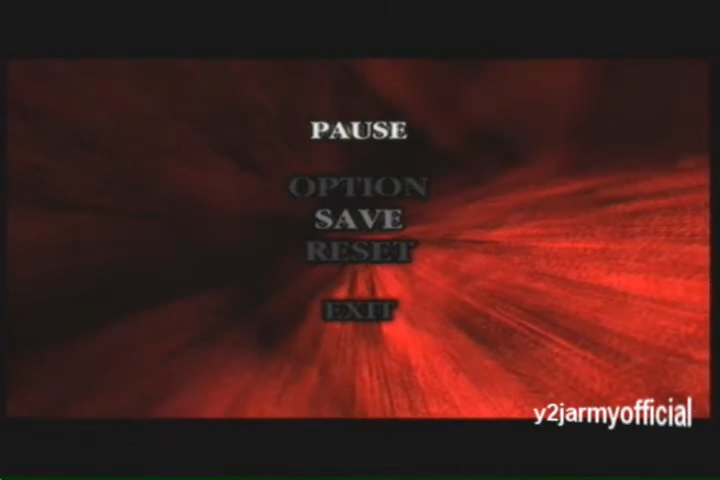 PAUSE
OPTION
SAVE
RESET
EXIT
y2jarmyofficial